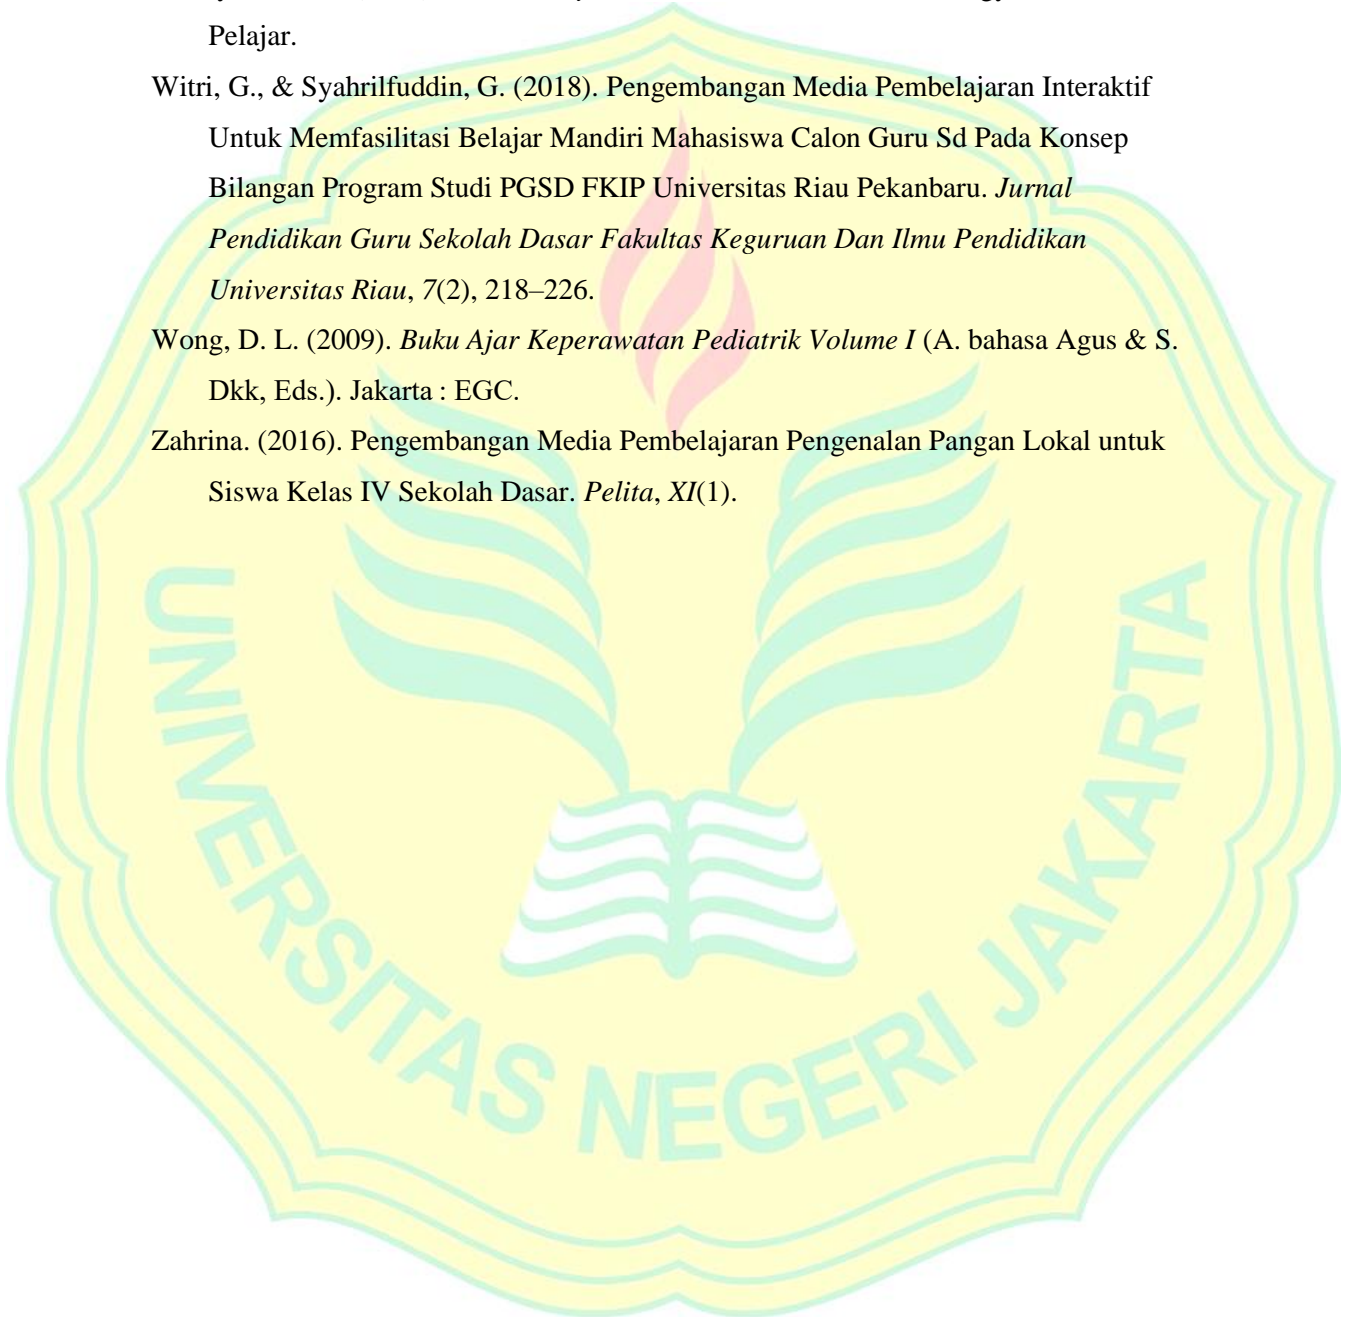 Pelajar.
Witri, G., & Syahrilfuddin, G. (2018). Pengembangan Media Pembelajaran Interaktif
Untuk Memfasilitasi Belajar Mandiri Mahasiswa Calon Guru Sd Pada Konsep
Bilangan Program Studi PGSD FKIP Universitas Riau Pekanbaru. Jurnal
Pendidikan Guru Sekolah Dasar Fakultas Keguruan Dan Ilmu Pendidikan
Universitas Riau, 7(2), 218–226.
Wong, D. L. (2009). Buku Ajar Keperawatan Pediatrik Volume I (A. bahasa Agus & S.
Dkk, Eds.). Jakarta : EGC.
Zahrina. (2016). Pengembangan Media Pembelajaran Pengenalan Pangan Lokal untuk
Siswa Kelas IV Sekolah Dasar. Pelita, XI(1).
UNIVERSITAS NEGERI JAKARTA